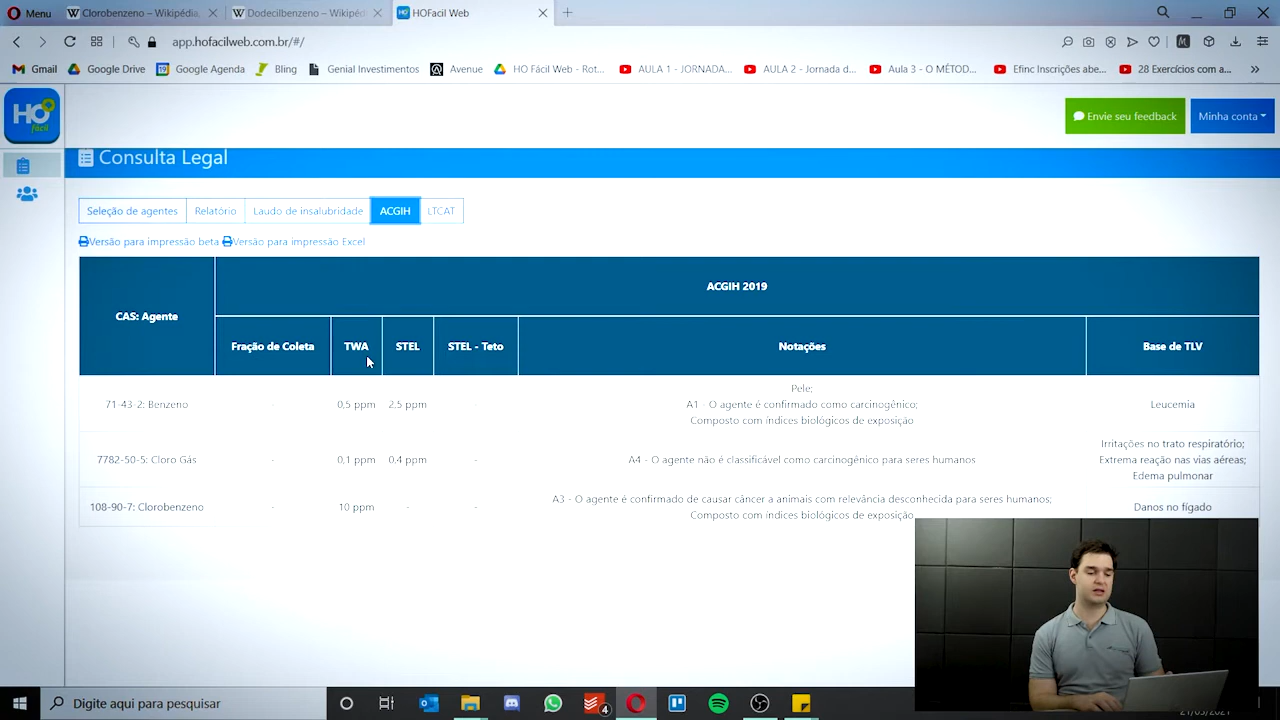 Menu
Clorobenzeno – Wikipédia,
Dodecilbenzeno – Wikipéd
HOFacil Web
app.hofacilweb.com.br/#/
Gmail
Google Drive
Google Agenda
Bling
Genial Investimentos
Avenue
HO Fácil Web - Rot...
AULA 1 - JORNADA...
AULA 2 - Jornada d...
Aula 3 - O MÉTOD...
Efinc Inscrições abe...
28 Exercícios com a...
HO
fácil
Envie seu feedback
Minha conta
Consulta Legal
Seleção de agentes
Relatório
Laudo de insalubridade
ACGIH
LTCAT
Versão para impressão beta
Versão para impressão Excel
CAS: Agente
ACGIH 2019
Fração de Coleta
TWA
STEL
STEL - Teto
Notações
Base de TLV
71-43-2: Benzeno
-
0,5 ppm
2.5 ppm
-
Pele;
A1 - O agente é confirmado como carcinogênico;
Composto com índices biológicos de exposição
Leucemia
7782-50-5: Cloro Gás
-
0,1 ppm
0.4 ppm
-
A4 - O agente não é classificável como carcinogênico para seres humanos
Irritações no trato respiratório;
Extrema reação nas vias aéreas;
Edema pulmonar
108-90-7: Clorobenzeno
-
10 ppm
-
-
A3 - O agente é confirmado de causar câncer a animais com relevância desconhecida para seres humanos;
Composto com índices biológicos de exposição
Danos no fígado
Digite aqui para pesquisar
4